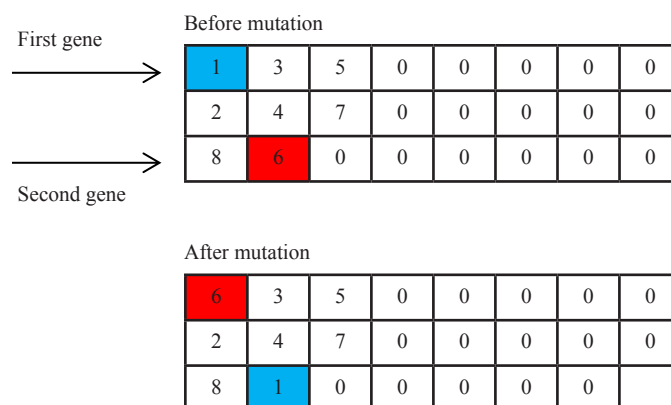 Before mutation
First gene
1 3 5 0 0 0 0 0
2 4 7 0 0 0 0 0
8 6 0 0 0 0 0 0
Second gene
After mutation
6 3 5 0 0 0 0 0
2 4 7 0 0 0 0 0
8 1 0 0 0 0 0